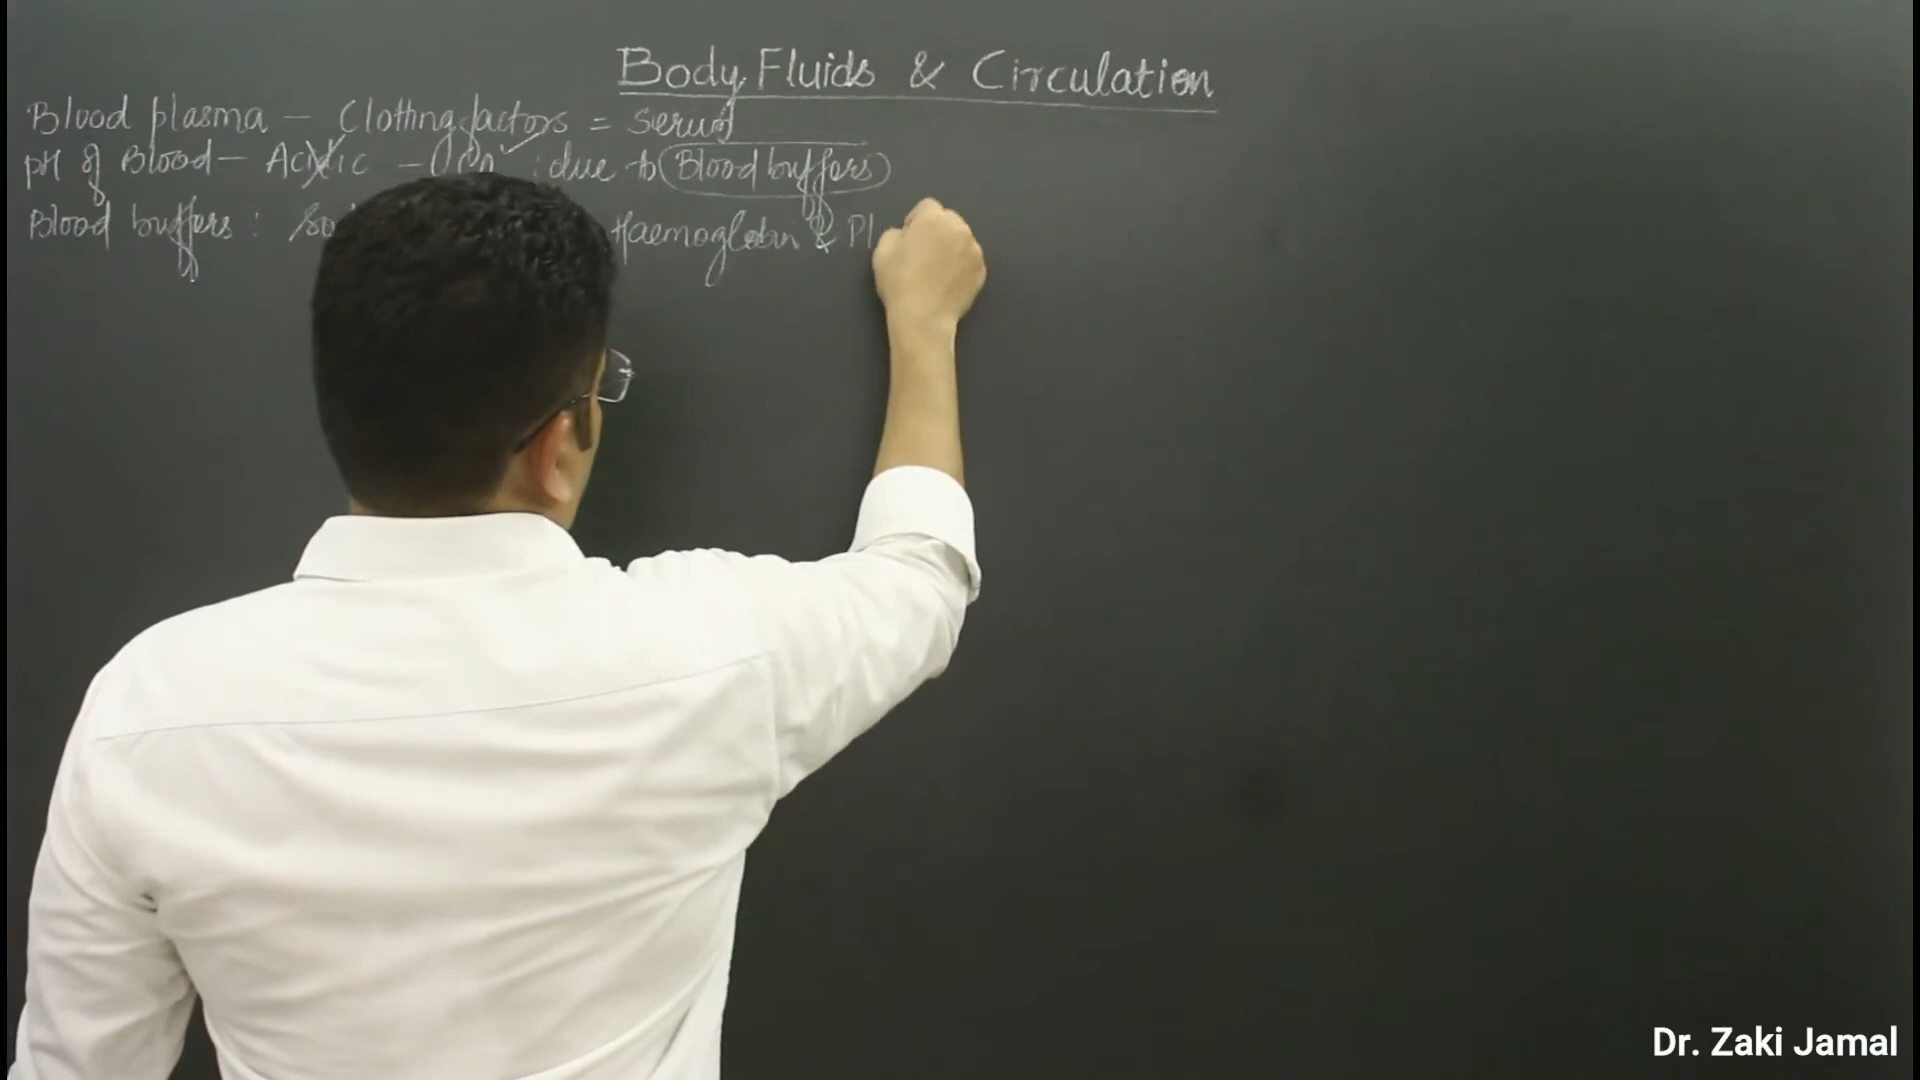 Body Fluids & Circulation
Blood plasma - Clotting factors = Serum
pH of Blood - Acidic - : due to Blood buffers
Blood buffers : Haemoglobin & Pl
Dr. Zaki Jamal